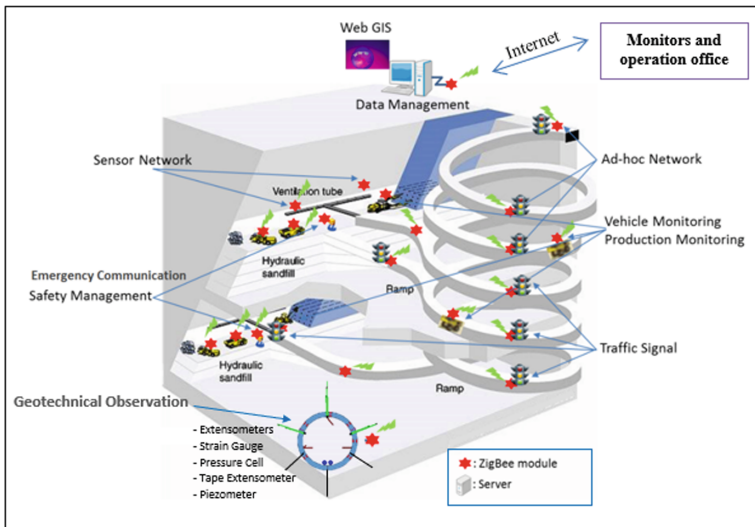 Web GIS
Internet
Monitors and
operation office
Data Management
Sensor Network
Ad-hoc Network
Ventilation tube
Vehicle Monitoring
Production Monitoring
Emergency Communication
Hydraulic
sandfill
Safety Management
Ramp
Traffic Signal
Hydraulic
sandfill
Ramp
Geotechnical Observation
- Extensometers
- Strain Gauge
- Pressure Cell
- Tape Extensometer
- Piezometer
: ZigBee module
: Server